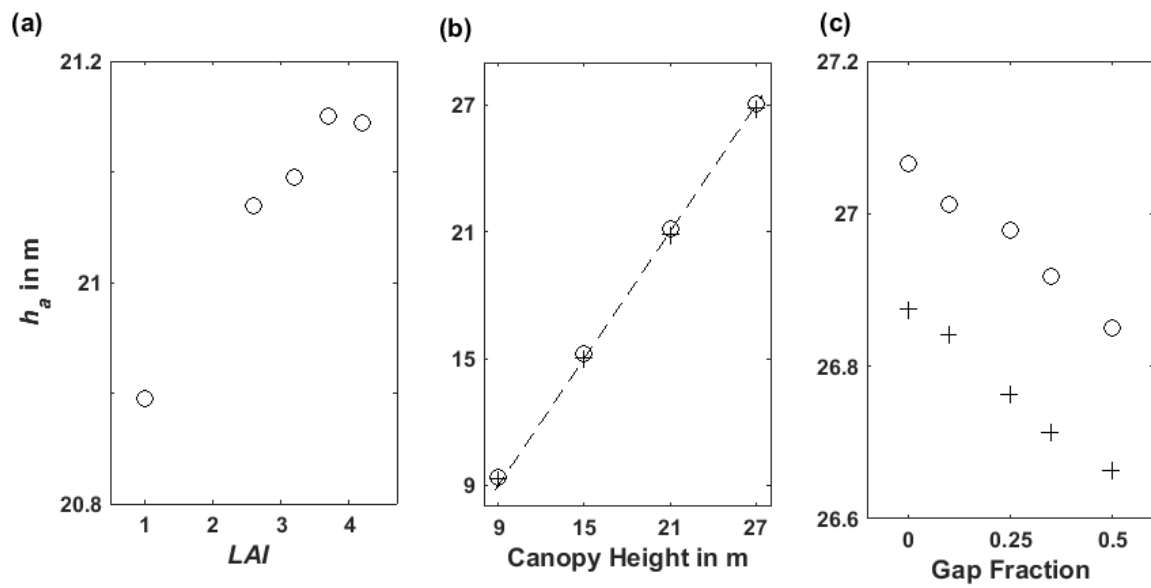 (a)
21.2
21
20.8
h_a in m
1 2 3 4
LAI
(b)
27
21
15
9
9 15 21 27
Canopy Height in m
(c)
27.2
27
26.8
26.6
0 0.25 0.5
Gap Fraction